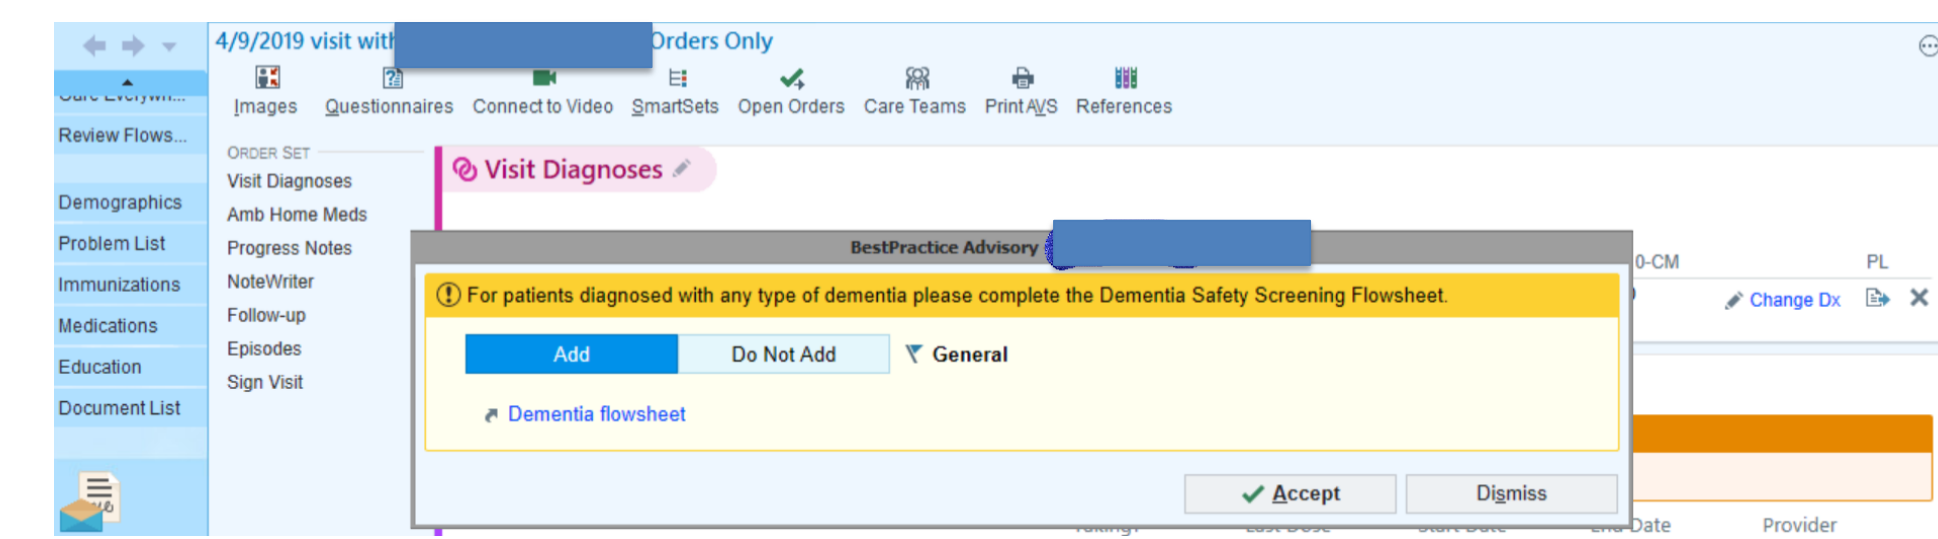 4/9/2019 visit with Orders Only
Images Questionnaires Connect to Video SmartSets Open Orders Care Teams Print AVS References
Care Everywh...
Review Flows...
Demographics
Problem List
Immunizations
Medications
Education
Document List
ORDER SET
Visit Diagnoses
Amb Home Meds
Progress Notes
NoteWriter
Follow-up
Episodes
Sign Visit
Visit Diagnoses
0-CM PL
Change Dx
BestPractice Advisory
For patients diagnosed with any type of dementia please complete the Dementia Safety Screening Flowsheet.
Add Do Not Add General
Dementia flowsheet
Accept Dismiss
Date Provider